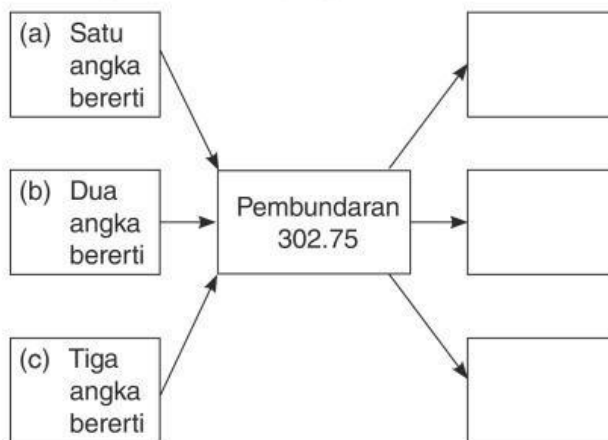 (a) Satu
angka
bererti
(b) Dua
angka
bererti
Pembundaran
302.75
(c) Tiga
angka
bererti